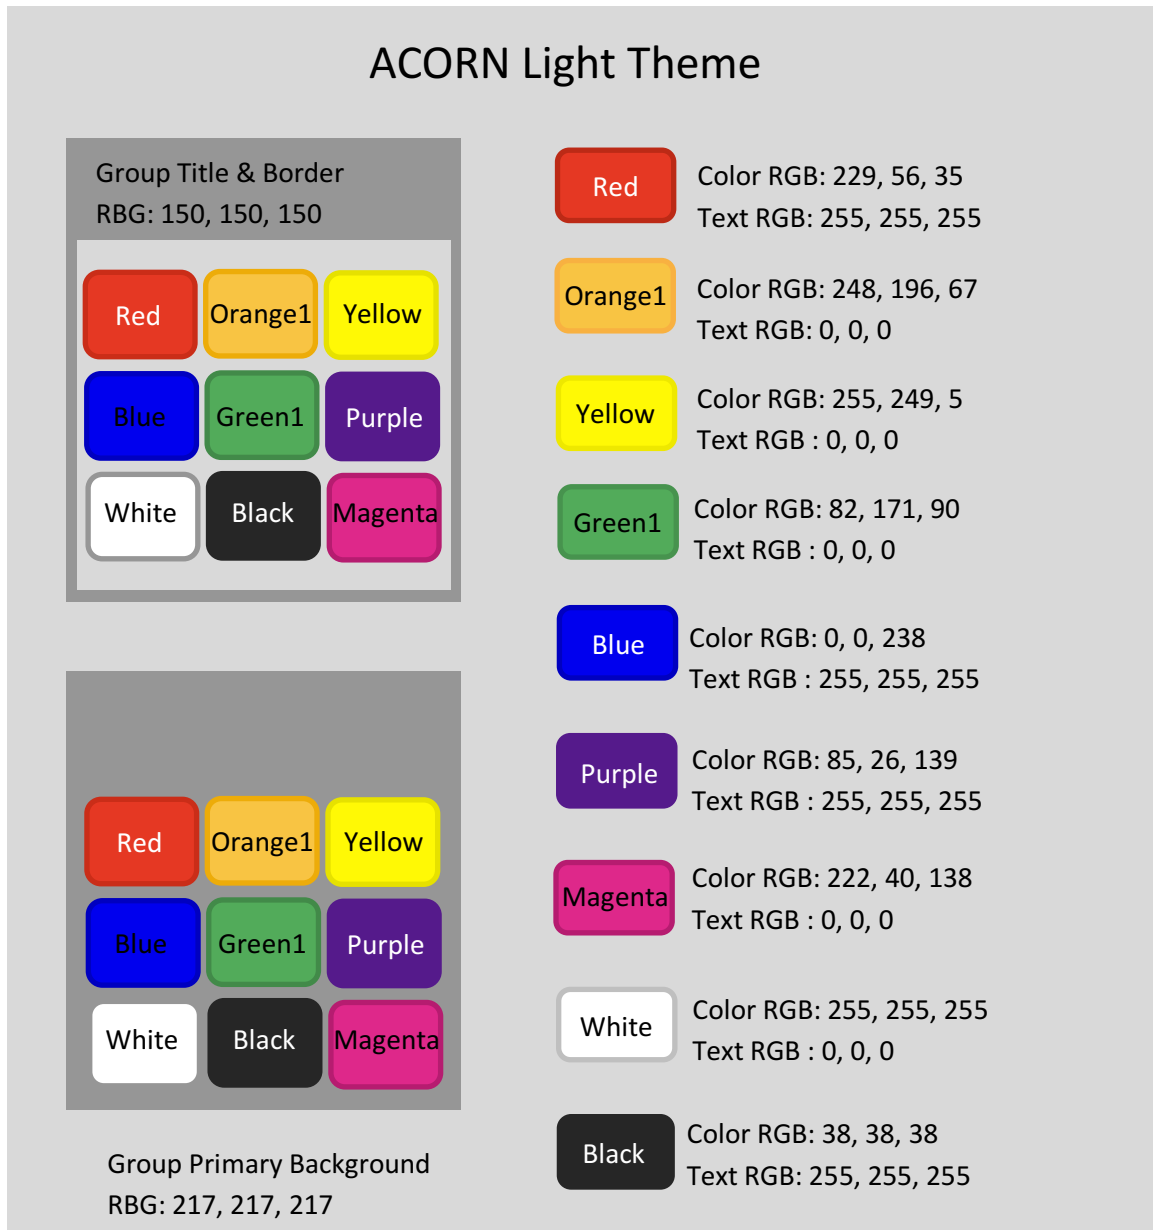 ACORN Light Theme
Group Title & Border
RBG: 150, 150, 150
Red Orange1 Yellow
Blue Green1 Purple
White Black Magenta
Red Orange1 Yellow
Blue Green1 Purple
White Black Magenta
Group Primary Background
RBG: 217, 217, 217
Red
Color RGB: 229, 56, 35
Text RGB: 255, 255, 255
Orange1
Color RGB: 248, 196, 67
Text RGB: 0, 0, 0
Yellow
Color RGB: 255, 249, 5
Text RGB : 0, 0, 0
Green1
Color RGB: 82, 171, 90
Text RGB : 0, 0, 0
Blue
Color RGB: 0, 0, 238
Text RGB : 255, 255, 255
Purple
Color RGB: 85, 26, 139
Text RGB : 255, 255, 255
Magenta
Color RGB: 222, 40, 138
Text RGB : 0, 0, 0
White
Color RGB: 255, 255, 255
Text RGB : 0, 0, 0
Black
Color RGB: 38, 38, 38
Text RGB: 255, 255, 255